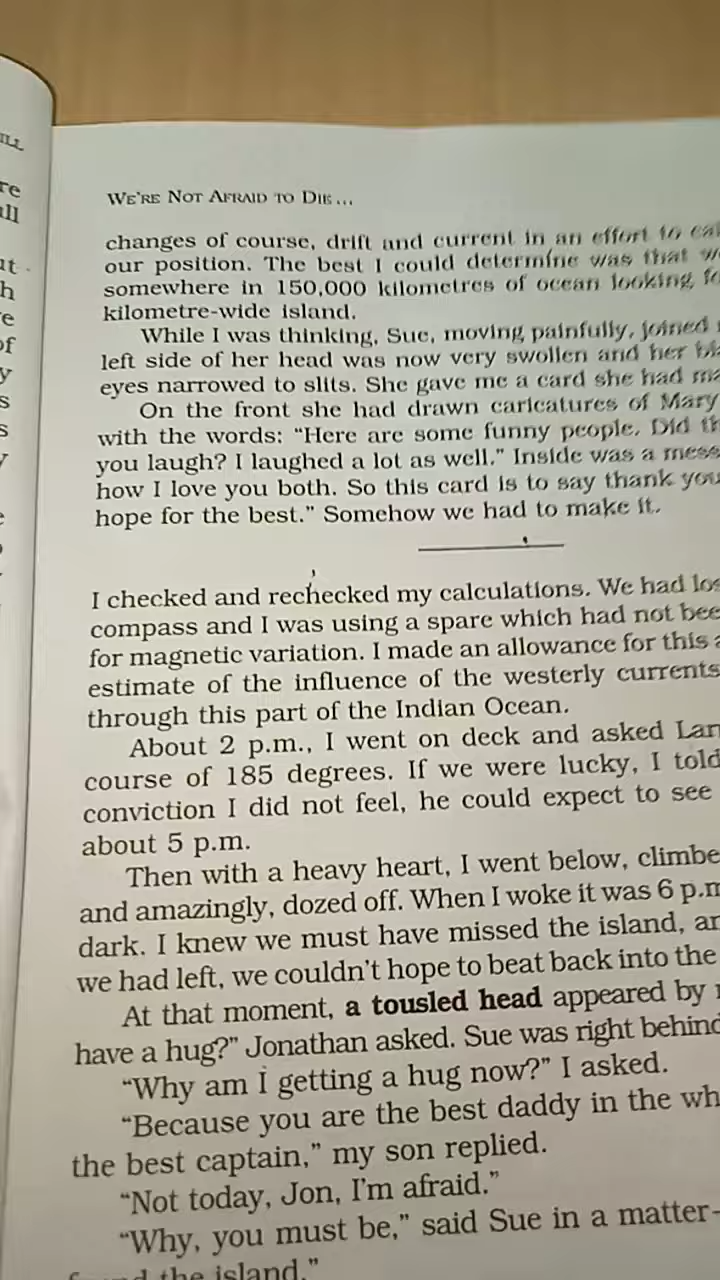 WE'RE NOT AFRAID TO DIE...
changes of course, drift and current in an effort to
our position. The best I could determine was that
somewhere in 150,000 kilometres of ocean looking
kilometre-wide island.
While I was thinking, Sue, moving painfully, joined
left side of her head was now very swollen and her
eyes narrowed to slits. She gave me a card she had
On the front she had drawn caricatures of Mary
with the words: “Here are some funny people. Did
you laugh? I laughed a lot as well.” Inside was a
how I love you both. So this card is to say thank you
hope for the best.” Somehow we had to make it.
I checked and rechecked my calculations. We had
compass and I was using a spare which had not
for magnetic variation. I made an allowance for this
estimate of the influence of the westerly currents
through this part of the Indian Ocean.
About 2 p.m., I went on deck and asked
course of 185 degrees. If we were lucky, I told
conviction I did not feel, he could expect to see
about 5 p.m.
Then with a heavy heart, I went below,
and amazingly, dozed off. When I woke it was 6
dark. I knew we must have missed the island,
we had left, we couldn't hope to beat back into the
At that moment, a tousled head appeared by
have a hug?” Jonathan asked. Sue was right
“Why am I getting a hug now?” I asked.
“Because you are the best daddy in the
the best captain,” my son replied.
“Not today, Jon, I'm afraid.”
“Why, you must be,” said Sue in a
the island.”